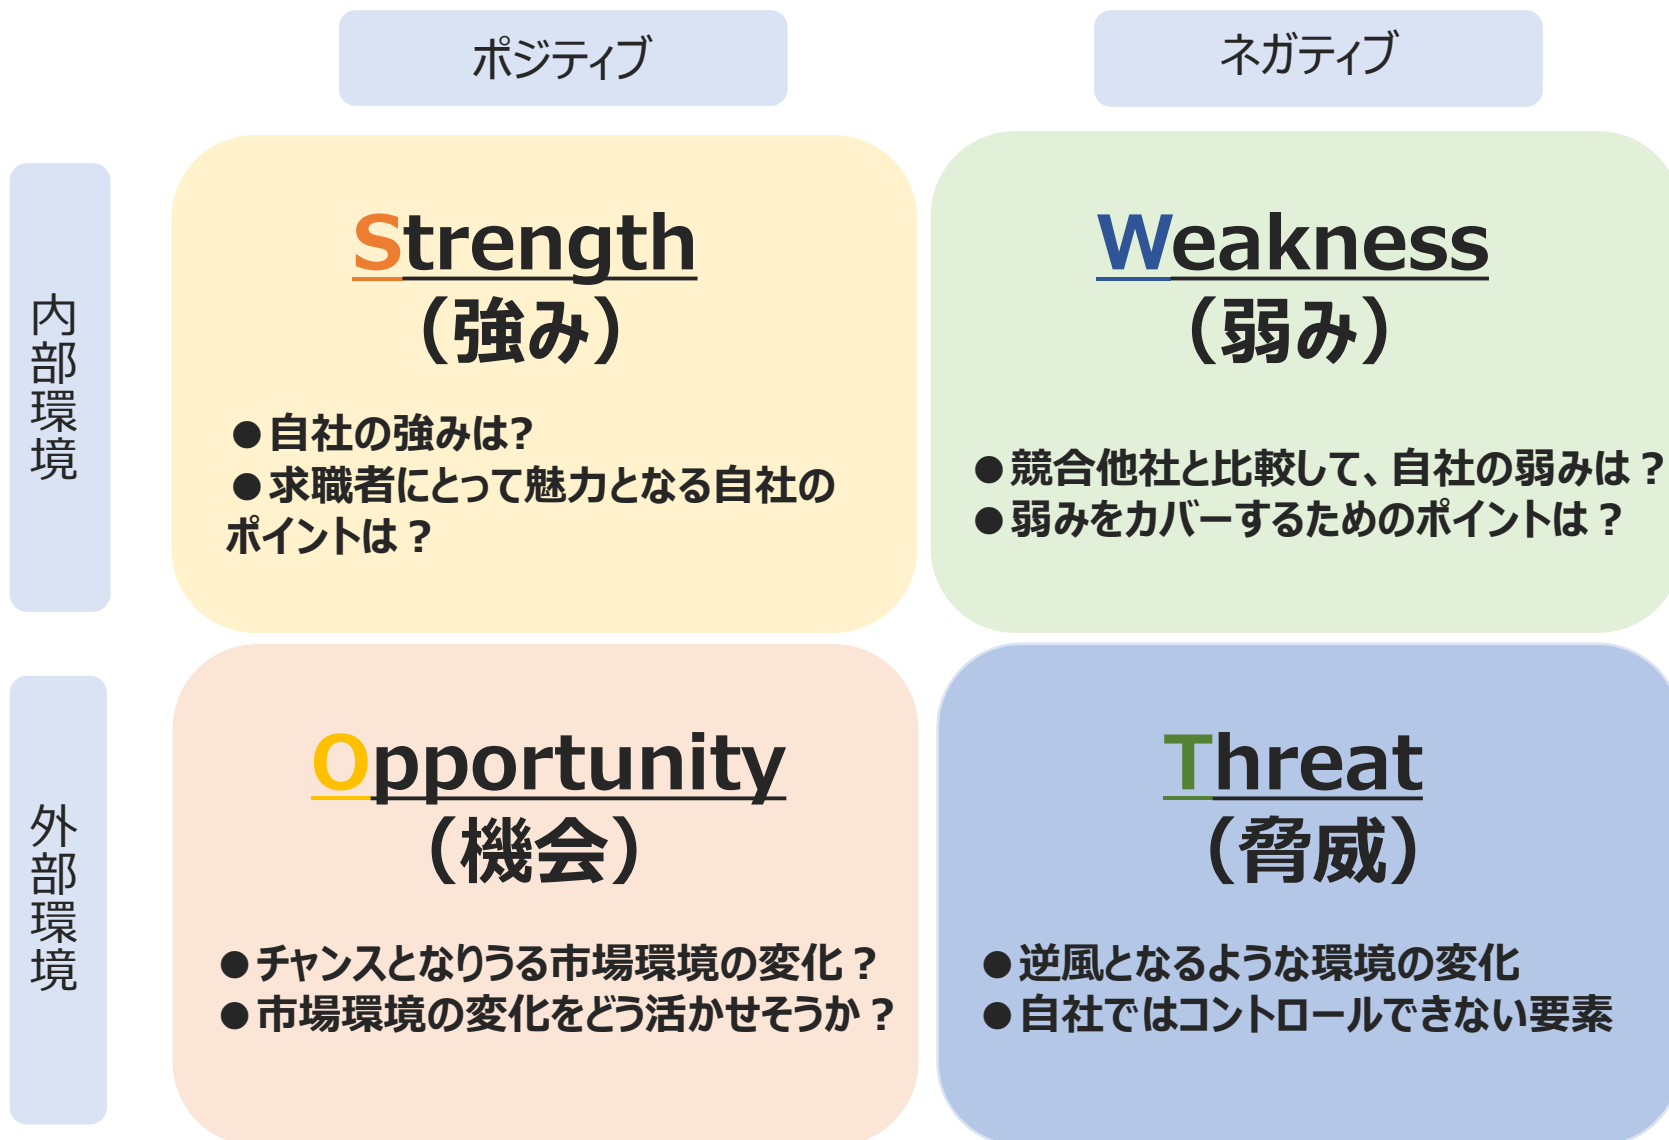 ポジティブ
ネガティブ
内部環境
Strength
（強み）
●自社の強みは?
●求職者にとって魅力となる自社の
ポイントは？
Weakness
（弱み）
●競合他社と比較して、自社の弱みは？
●弱みをカバーするためのポイントは？
外部環境
Opportunity
（機会）
●チャンスとなりうる市場環境の変化？
●市場環境の変化をどう活かせそうか？
Threat
（脅威）
●逆風となるような環境の変化
●自社ではコントロールできない要素